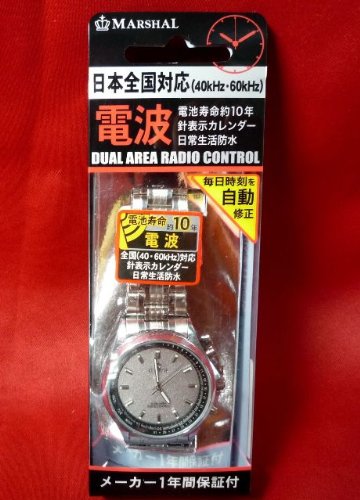 MARSHAL
日本全国対応(40kHz・60kHz)
電波
電池寿命約10年
針表示カレンダー
日常生活防水
DUAL AREA RADIO CONTROL
毎日時刻を
自動
修正
電池寿命約10年
電波
全国(40・60kHz)対応
針表示カレンダー
日常生活防水
メーカー1年間保証付